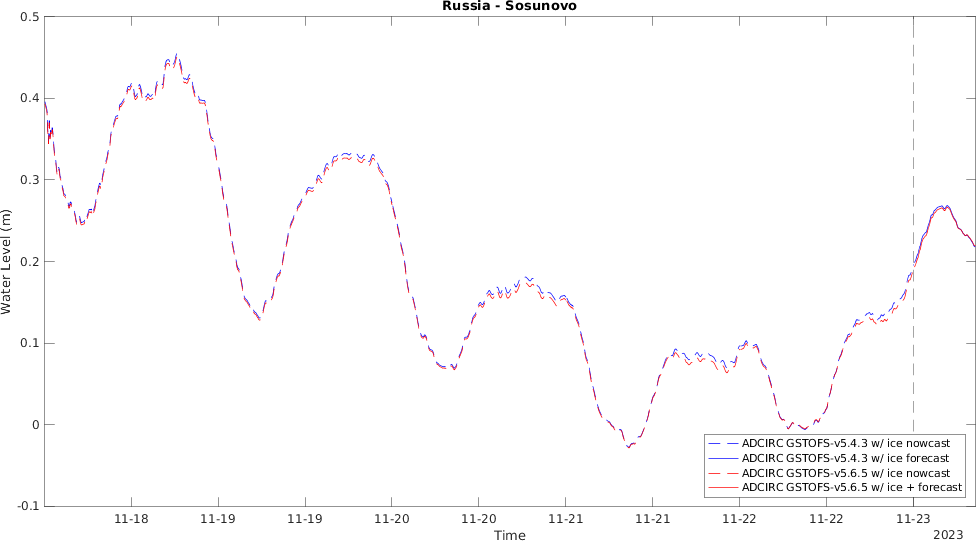 Russia - Sosunovo
0.5
0.4
0.3
0.2
0.1
0
-0.1
Water Level (m)
ADCIRC GSTOFS-v5.4.3 w/ ice nowcast
ADCIRC GSTOFS-v5.4.3 w/ ice forecast
ADCIRC GSTOFS-v5.6.5 w/ ice nowcast
ADCIRC GSTOFS-v5.6.5 w/ ice + forecast
11-18 11-19 11-19 11-20 11-20 11-21 11-21 11-22 11-22 11-23
Time
2023